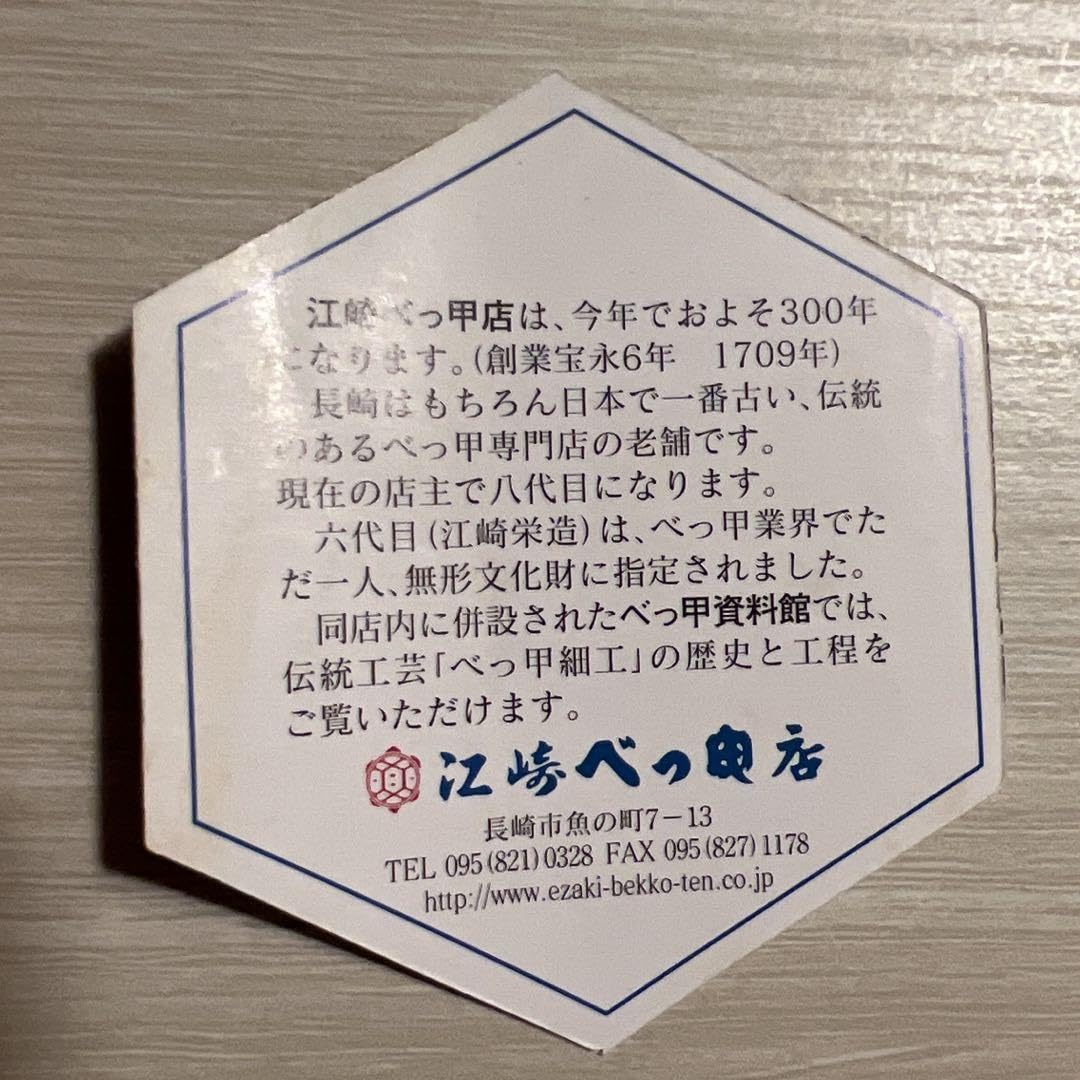 江崎べっ甲店は、今年でおよそ300年
になります。(創業宝永6年　1709年)
長崎はもちろん日本で一番古い、伝統
のあるべっ甲専門店の老舗です。
現在の店主で八代目になります。
六代目(江崎栄造)は、べっ甲業界でた
だ一人、無形文化財に指定されました。
同店内に併設されたべっ甲資料館では、
伝統工芸「べっ甲細工」の歴史と工程を
ご覧いただけます。
江崎べっ甲店
長崎市魚の町7－13
TEL 095(821)0328 FAX 095(827)1178
http://www.ezaki-bekko-ten.co.jp